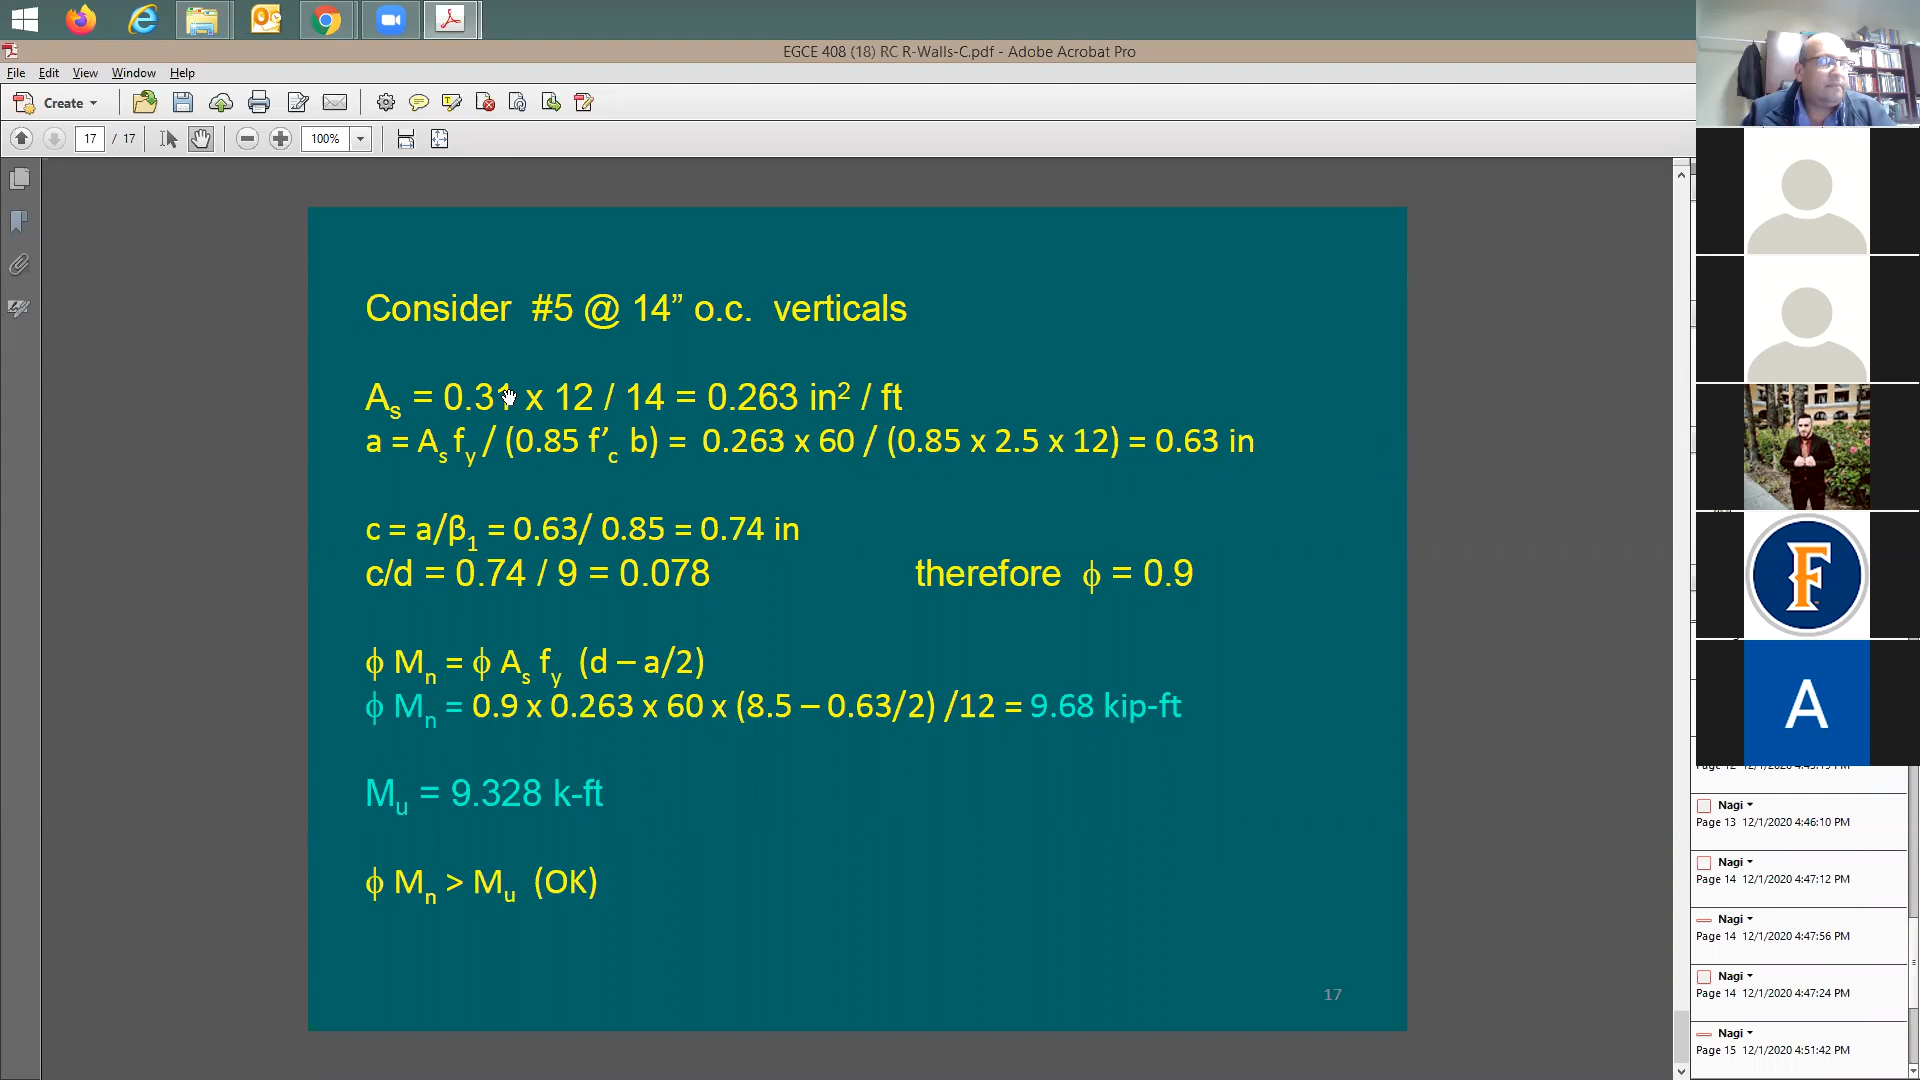 EGCE 408 (18) RC R-Walls-C.pdf - Adobe Acrobat Pro
File Edit View Window Help
Create
17 / 17 100%
Consider #5 @ 14” o.c. verticals
As = 0.31 x 12 / 14 = 0.263 in2 / ft
a = As fy / (0.85 f’c b) = 0.263 x 60 / (0.85 x 2.5 x 12) = 0.63 in
c = a/β1 = 0.63/ 0.85 = 0.74 in
c/d = 0.74 / 9 = 0.078 therefore ϕ = 0.9
ϕ Mn = ϕ As fy (d – a/2)
ϕ Mn = 0.9 x 0.263 x 60 x (8.5 – 0.63/2) /12 = 9.68 kip-ft
Mu = 9.328 k-ft
ϕ Mn > Mu (OK)
17
F
A
Nagi
Page 13 12/1/2020 4:46:10 PM
Nagi
Page 14 12/1/2020 4:47:12 PM
Nagi
Page 14 12/1/2020 4:47:56 PM
Nagi
Page 14 12/1/2020 4:47:24 PM
Nagi
Page 15 12/1/2020 4:51:42 PM